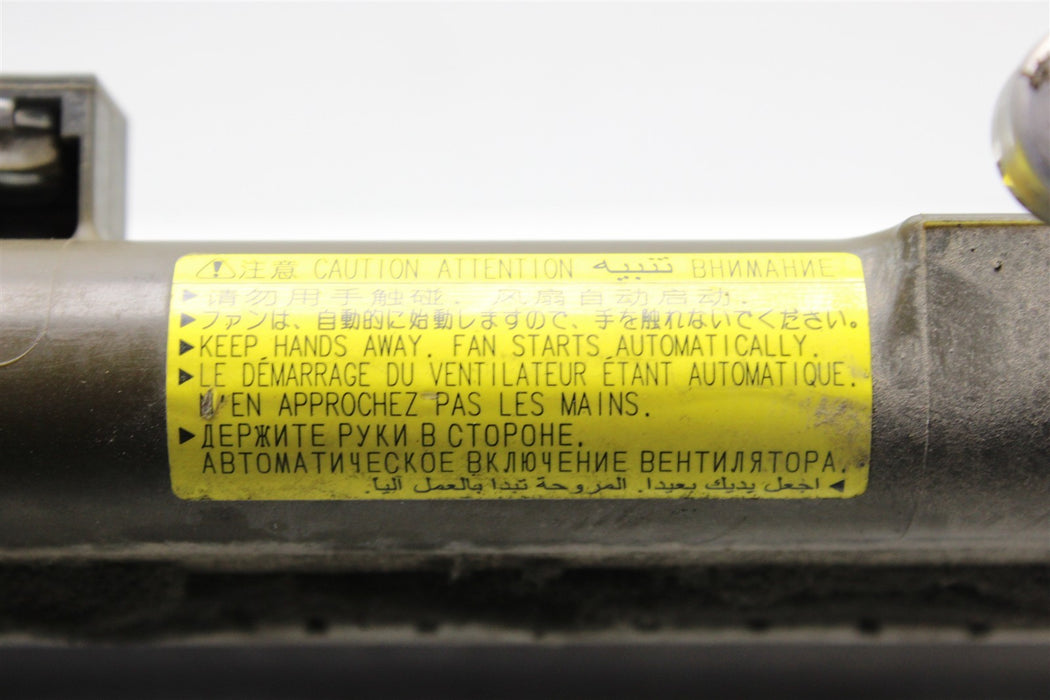 ⚠注意 CAUTION ATTENTION تنبيه ВНИМАНИЕ
▶请勿用手触碰. 风扇自动启动.
▶ファンは、自動的に始動しますので、手を触れないでください。
▶KEEP HANDS AWAY. FAN STARTS AUTOMATICALLY.
▶LE DÉMARRAGE DU VENTILATEUR ÉTANT AUTOMATIQUE.
N'EN APPROCHEZ PAS LES MAINS.
▶ДЕРЖИТЕ РУКИ В СТОРОНЕ.
АВТОМАТИЧЕСКОЕ ВКЛЮЧЕНИЕ ВЕНТИЛЯТОРА.
◀ اجعل يديك بعيدا. المروحة تبدا بالعمل آليا.